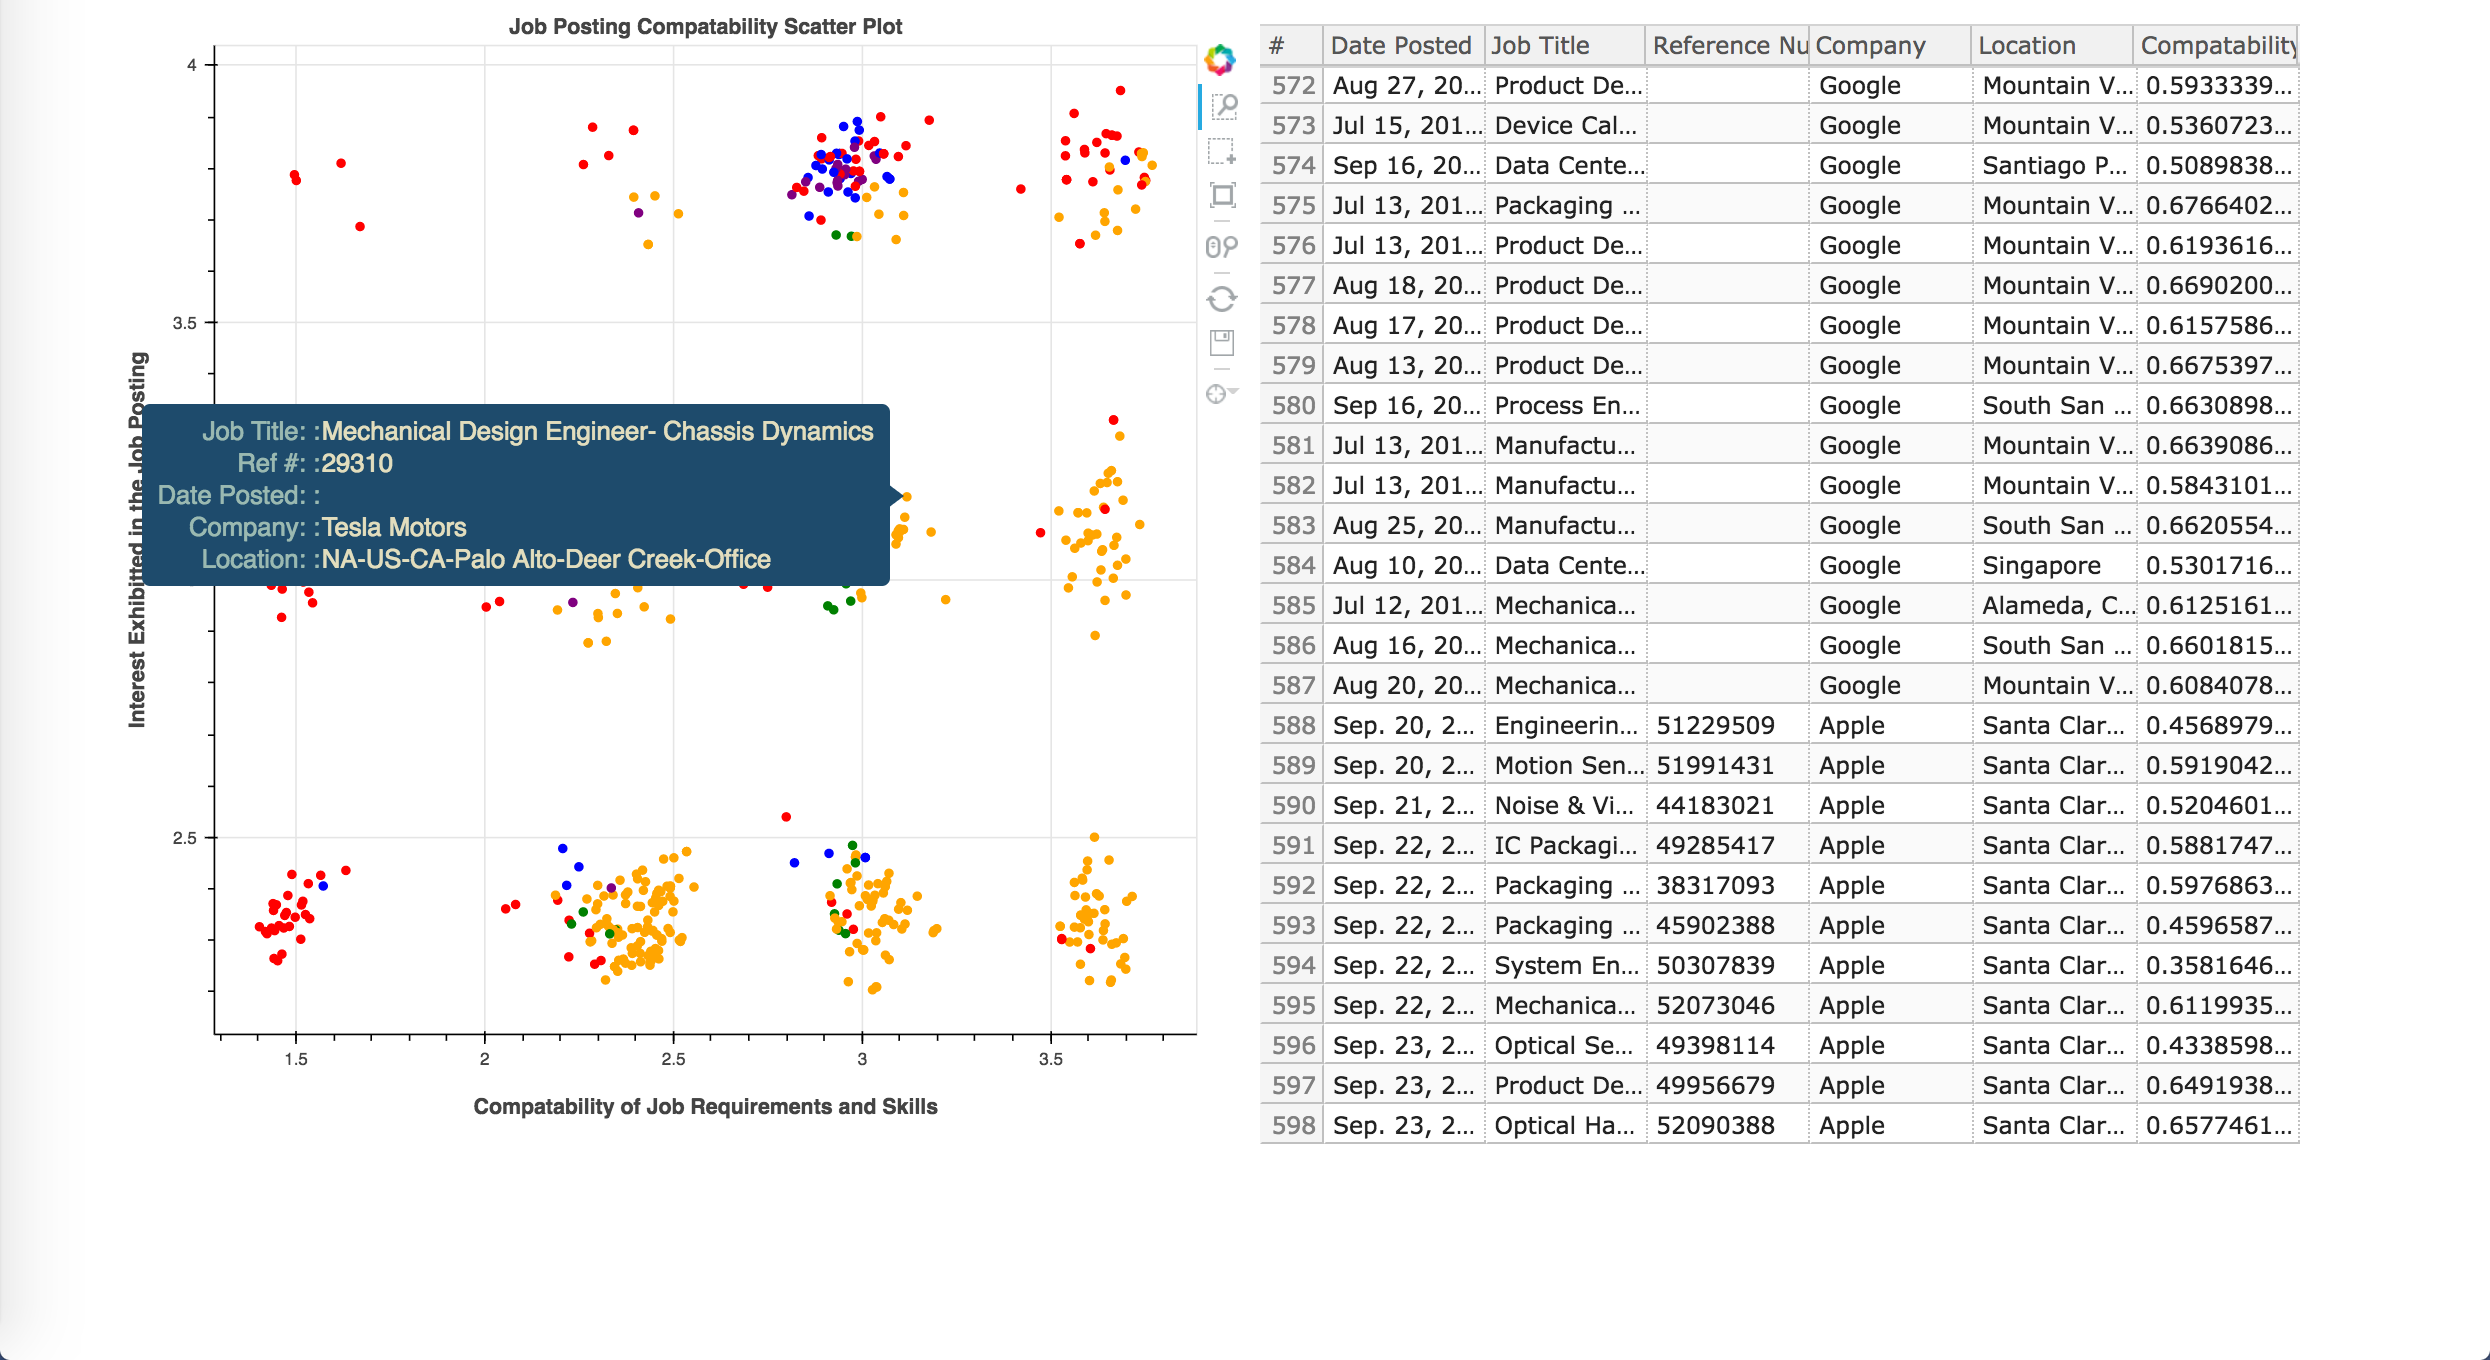 Job Posting Compatability Scatter Plot
4
3.5
2.5
1.5 2 2.5 3 3.5
Interest Exhibitted in the Job Posting
Compatability of Job Requirements and Skills
Job Title: :Mechanical Design Engineer- Chassis Dynamics
Ref #: :29310
Date Posted: :
Company: :Tesla Motors
Location: :NA-US-CA-Palo Alto-Deer Creek-Office
# Date Posted Job Title Reference Nu Company Location Compatability
572 Aug 27, 20... Product De... Google Mountain V... 0.5933339...
573 Jul 15, 201... Device Cal... Google Mountain V... 0.5360723...
574 Sep 16, 20... Data Cente... Google Santiago P... 0.5089838...
575 Jul 13, 201... Packaging ... Google Mountain V... 0.6766402...
576 Jul 13, 201... Product De... Google Mountain V... 0.6193616...
577 Aug 18, 20... Product De... Google Mountain V... 0.6690200...
578 Aug 17, 20... Product De... Google Mountain V... 0.6157586...
579 Aug 13, 20... Product De... Google Mountain V... 0.6675397...
580 Sep 16, 20... Process En... Google South San ... 0.6630898...
581 Jul 13, 201... Manufactu... Google Mountain V... 0.6639086...
582 Jul 13, 201... Manufactu... Google Mountain V... 0.5843101...
583 Aug 25, 20... Manufactu... Google South San ... 0.6620554...
584 Aug 10, 20... Data Cente... Google Singapore 0.5301716...
585 Jul 12, 201... Mechanica... Google Alameda, C... 0.6125161...
586 Aug 16, 20... Mechanica... Google South San ... 0.6601815...
587 Aug 20, 20... Mechanica... Google Mountain V... 0.6084078...
588 Sep. 20, 2... Engineerin... 51229509 Apple Santa Clar... 0.4568979...
589 Sep. 20, 2... Motion Sen... 51991431 Apple Santa Clar... 0.5919042...
590 Sep. 21, 2... Noise & Vi... 44183021 Apple Santa Clar... 0.5204601...
591 Sep. 22, 2... IC Packagi... 49285417 Apple Santa Clar... 0.5881747...
592 Sep. 22, 2... Packaging ... 38317093 Apple Santa Clar... 0.5976863...
593 Sep. 22, 2... Packaging ... 45902388 Apple Santa Clar... 0.4596587...
594 Sep. 22, 2... System En... 50307839 Apple Santa Clar... 0.3581646...
595 Sep. 22, 2... Mechanica... 52073046 Apple Santa Clar... 0.6119935...
596 Sep. 23, 2... Optical Se... 49398114 Apple Santa Clar... 0.4338598...
597 Sep. 23, 2... Product De... 49956679 Apple Santa Clar... 0.6491938...
598 Sep. 23, 2... Optical Ha... 52090388 Apple Santa Clar... 0.6577461...